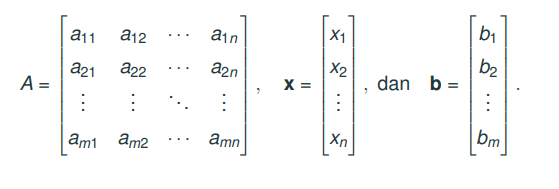 A = [ a11 a12 ⋯ a1n ; a21 a22 ⋯ a2n ; ⋮ ⋮ ⋱ ⋮ ; am1 am2 ⋯ amn ] , x = [ x1 ; x2 ; ⋮ ; xn ] , dan b = [ b1 ; b2 ; ⋮ ; bm ] .